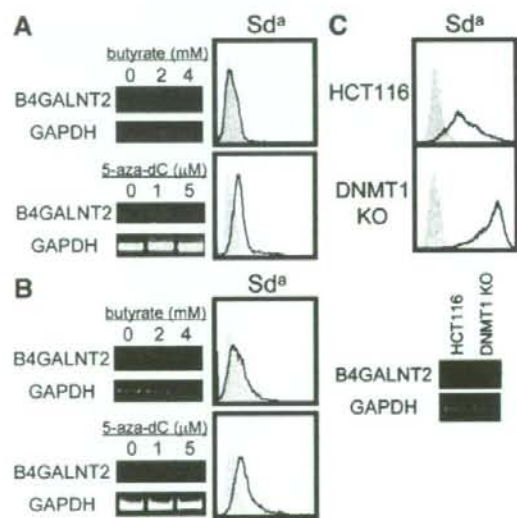 A
butyrate (mM)
0 2 4
B4GALNT2
GAPDH
5-aza-dC (μM)
0 1 5
B4GALNT2
GAPDH
Sdª
B
butyrate (mM)
0 2 4
B4GALNT2
GAPDH
5-aza-dC (μM)
0 1 5
B4GALNT2
GAPDH
Sdª
C
Sdª
HCT116
DNMT1
KO
HCT116
DNMT1 KO
B4GALNT2
GAPDH